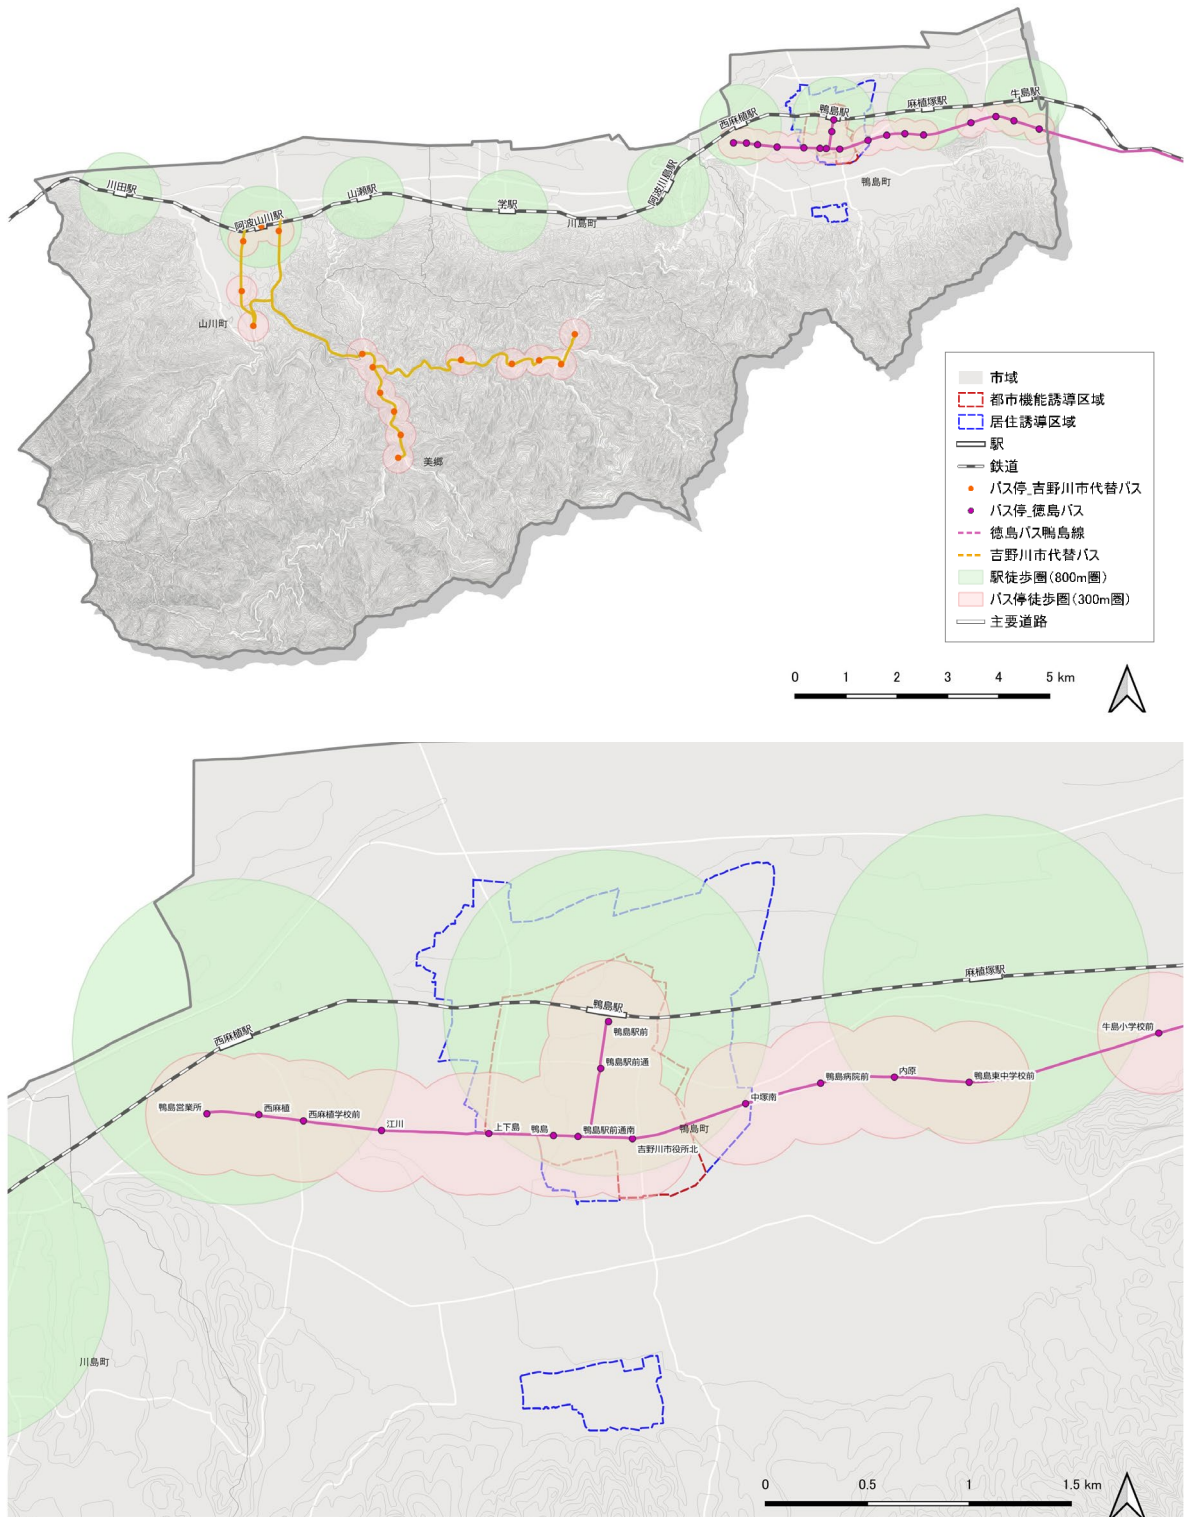 川田駅
阿波山川駅
山瀬駅
学駅
川島町
阿波川島駅
西麻植駅
鴨島駅
麻植塚駅
牛島駅
鴨島町
山川町
美郷
市域
都市機能誘導区域
居住誘導区域
駅
鉄道
バス停_吉野川市代替バス
バス停_徳島バス
徳島バス鴨島線
吉野川市代替バス
駅徒歩圏(800m圏)
バス停徒歩圏(300m圏)
主要道路
0 1 2 3 4 5 km
西麻植駅
鴨島駅
麻植塚駅
鴨島駅前
牛島小学校前
鴨島駅前通
鴨島病院前
内原
鴨島東中学校前
中塚南
鴨島営業所
西麻植
西麻植学校前
江川
上下島
鴨島
鴨島駅前通南
鴨島町
吉野川市役所北
川島町
0 0.5 1 1.5 km